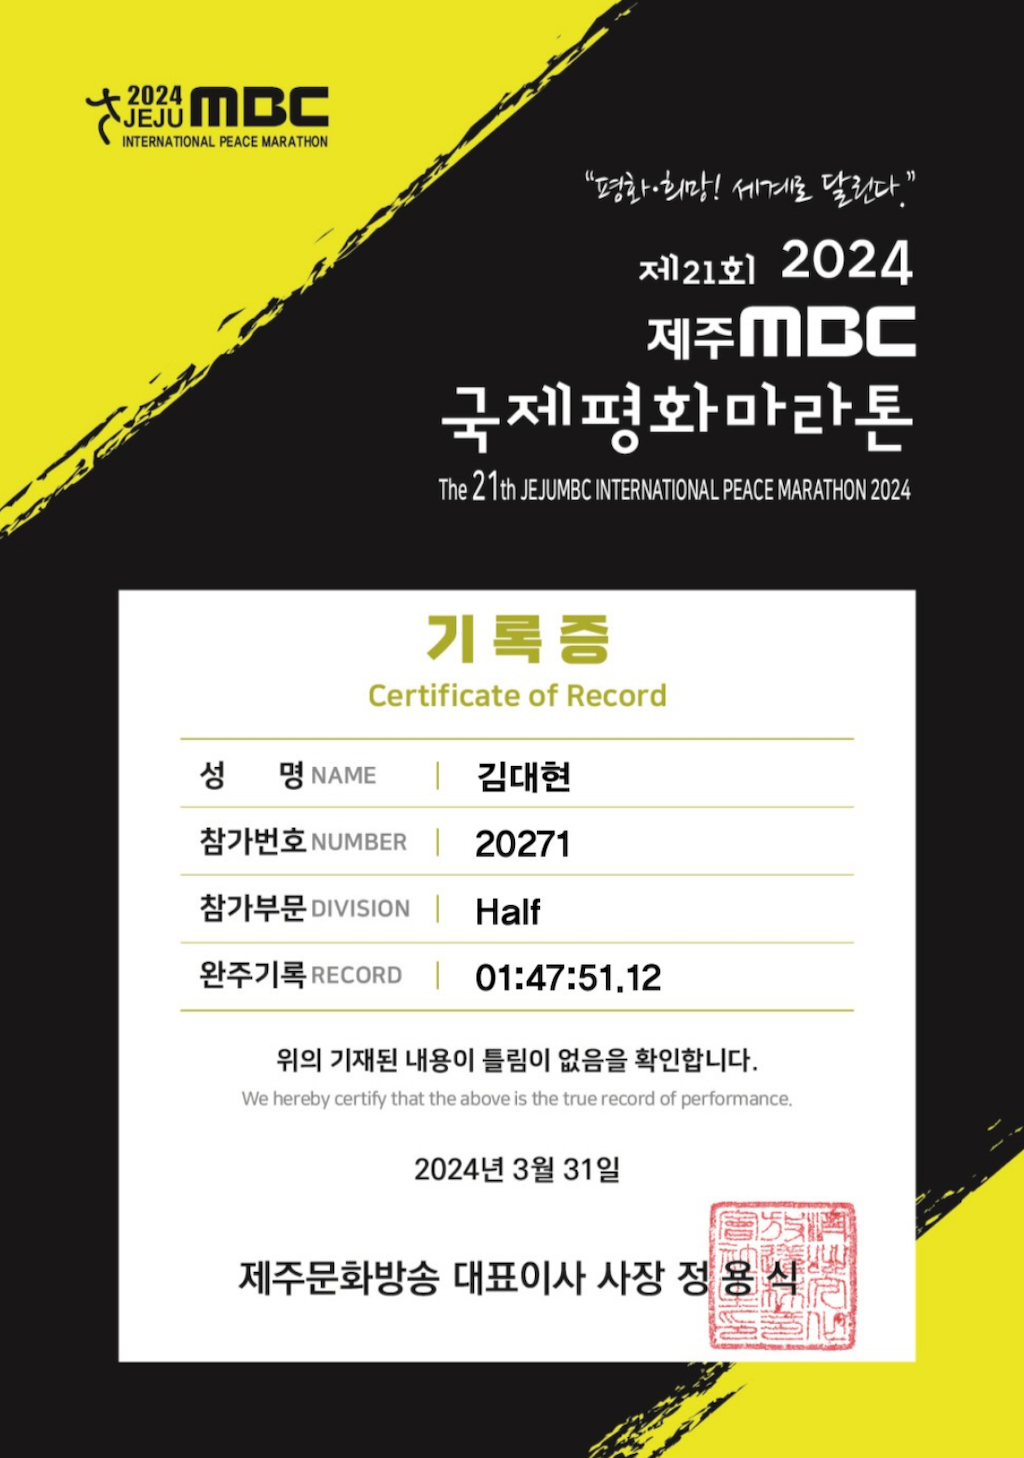 2024
JEJU MBC
INTERNATIONAL PEACE MARATHON
“평화·희망! 세계로 달린다.”
제21회 2024
제주MBC
국제평화마라톤
The 21th JEJUMBC INTERNATIONAL PEACE MARATHON 2024
기록증
Certificate of Record
성 명 NAME 김대현
참가번호 NUMBER 20271
참가부문 DIVISION Half
완주기록 RECORD 01:47:51.12
위의 기재된 내용이 틀림이 없음을 확인합니다.
We hereby certify that the above is the true record of performance.
2024년 3월 31일
제주문화방송 대표이사 사장 정 용 식